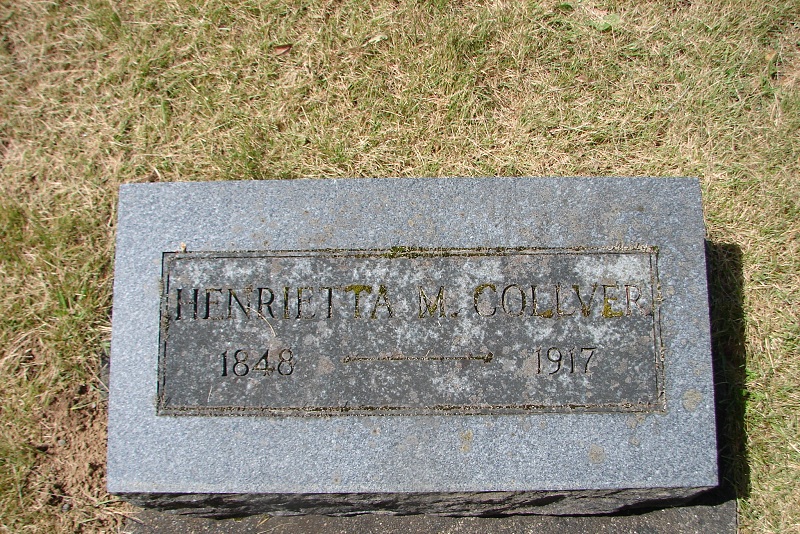 HENRIETTA M. COLLVER
1848 — 1917